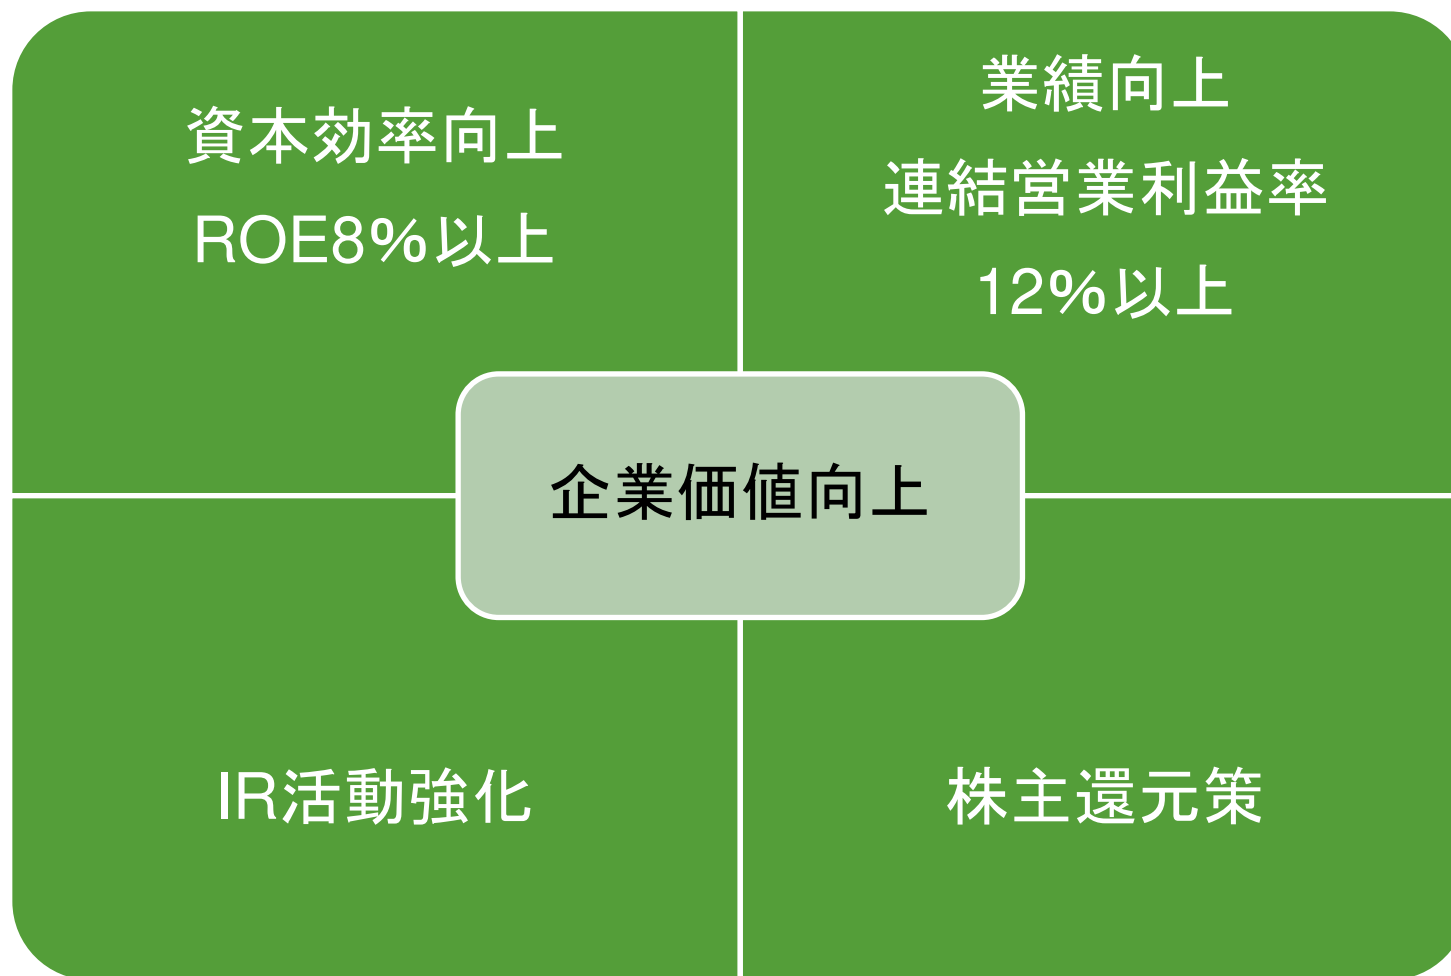 資本効率向上
ROE8%以上
業績向上
連結営業利益率
12%以上
企業価値向上
IR活動強化
株主還元策